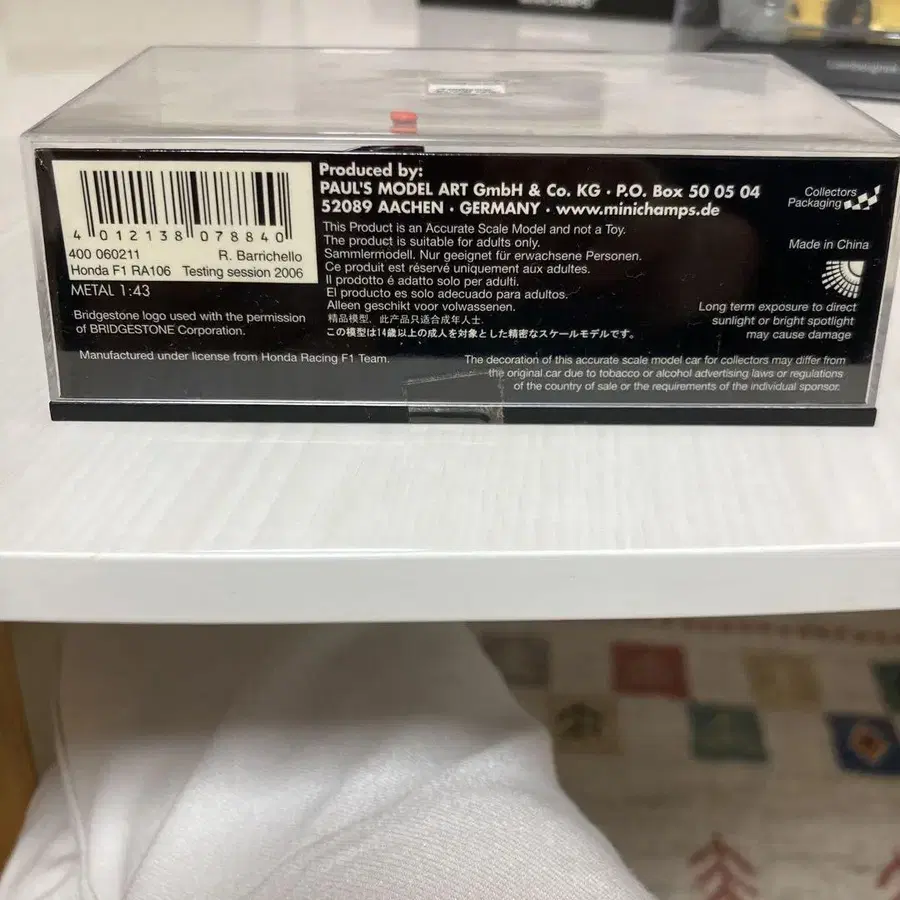 4 012138 078840
400 060211 R. Barrichello
Honda F1 RA106 Testing session 2006
METAL 1:43
Bridgestone logo used with the permission
of BRIDGESTONE Corporation.
Manufactured under license from Honda Racing F1 Team.
Produced by:
PAUL'S MODEL ART GmbH & Co. KG · P.O. Box 50 05 04
52089 AACHEN · GERMANY · www.minichamps.de
This Product is an Accurate Scale Model and not a Toy.
The product is suitable for adults only.
Sammlermodell. Nur geeignet für erwachsene Personen.
Ce produit est réservé uniquement aux adultes.
Il prodotto é adatto solo per adulti.
El producto es solo adecuado para adultos.
Alleen geschikt voor volwassenen.
精品模型．此产品只适合成年人士．
この模型は14歳以上の成人を対象とした精密なスケールモデルです。
Collectors
Packaging
Made in China
Long term exposure to direct
sunlight or bright spotlight
may cause damage
The decoration of this accurate scale model car for collectors may differ from
the original car due to tobacco or alcohol advertising laws or regulations
of the country of sale or the requirements of the individual sponsor.